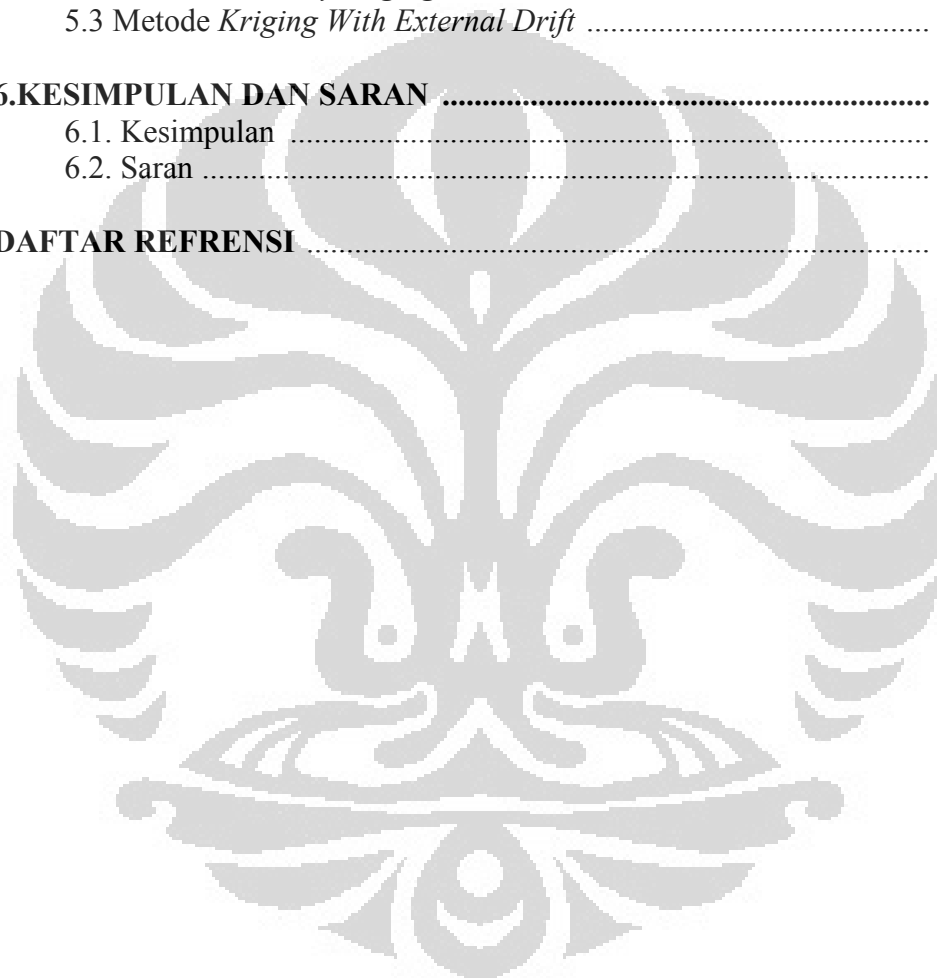 5.3 Metode Kriging With External Drift ..........................................
6.KESIMPULAN DAN SARAN ................................................................
6.1. Kesimpulan ...................................................................................
6.2. Saran ..............................................................................................
DAFTAR REFRENSI .................................................................................